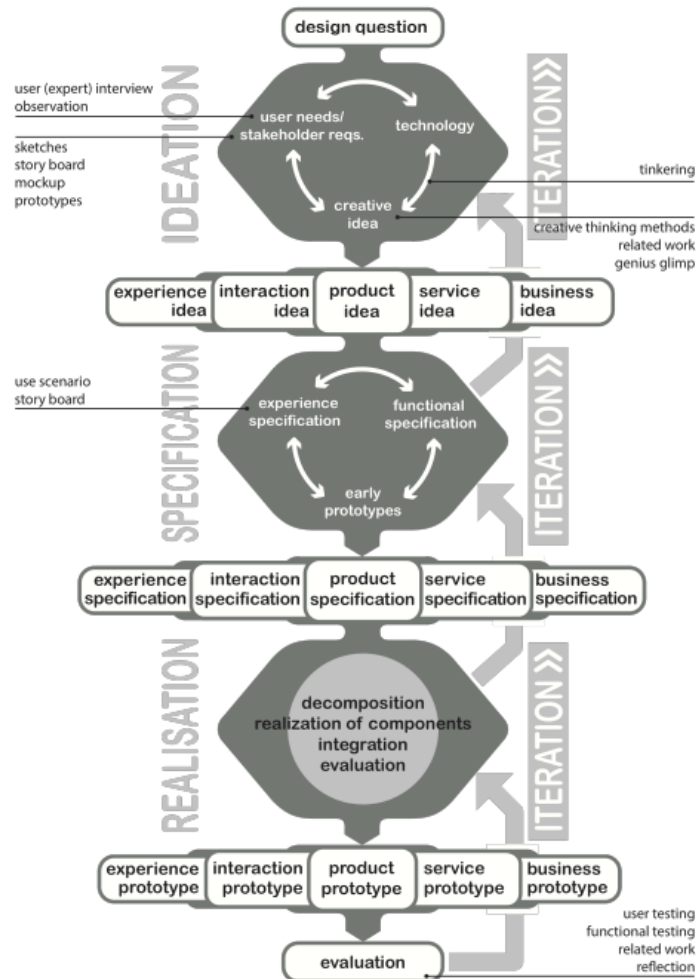 design question
IDEATION
ITERATION
user (expert) interview
observation
user needs/
stakeholder reqs.
technology
sketches
story board
mockup
prototypes
tinkering
creative
idea
creative thinking methods
related work
genius glimp
experience
idea
interaction
idea
product
idea
service
idea
business
idea
SPECIFICATION
ITERATION
use scenario
story board
experience
specification
functional
specification
early
prototypes
experience
specification
interaction
specification
product
specification
service
specification
business
specification
REALISATION
ITERATION
decomposition
realization of components
integration
evaluation
experience
prototype
interaction
prototype
product
prototype
service
prototype
business
prototype
evaluation
user testing
functional testing
related work
reflection